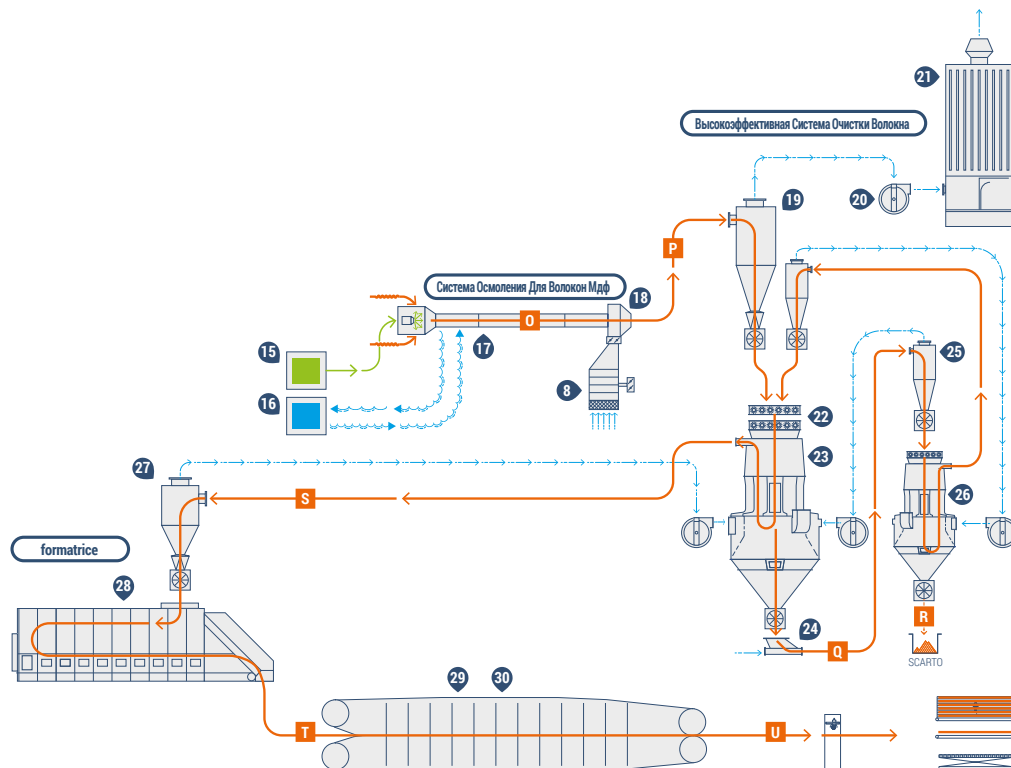 21
Высокоэффективная Система Очистки Волокна
19
20
P
Система Осмоления Для Волокон Мдф
18
O
17
15
25
8
16
22
23
27
S
26
formatrice
28
R
24
Q
SCARTO
29
30
T
U